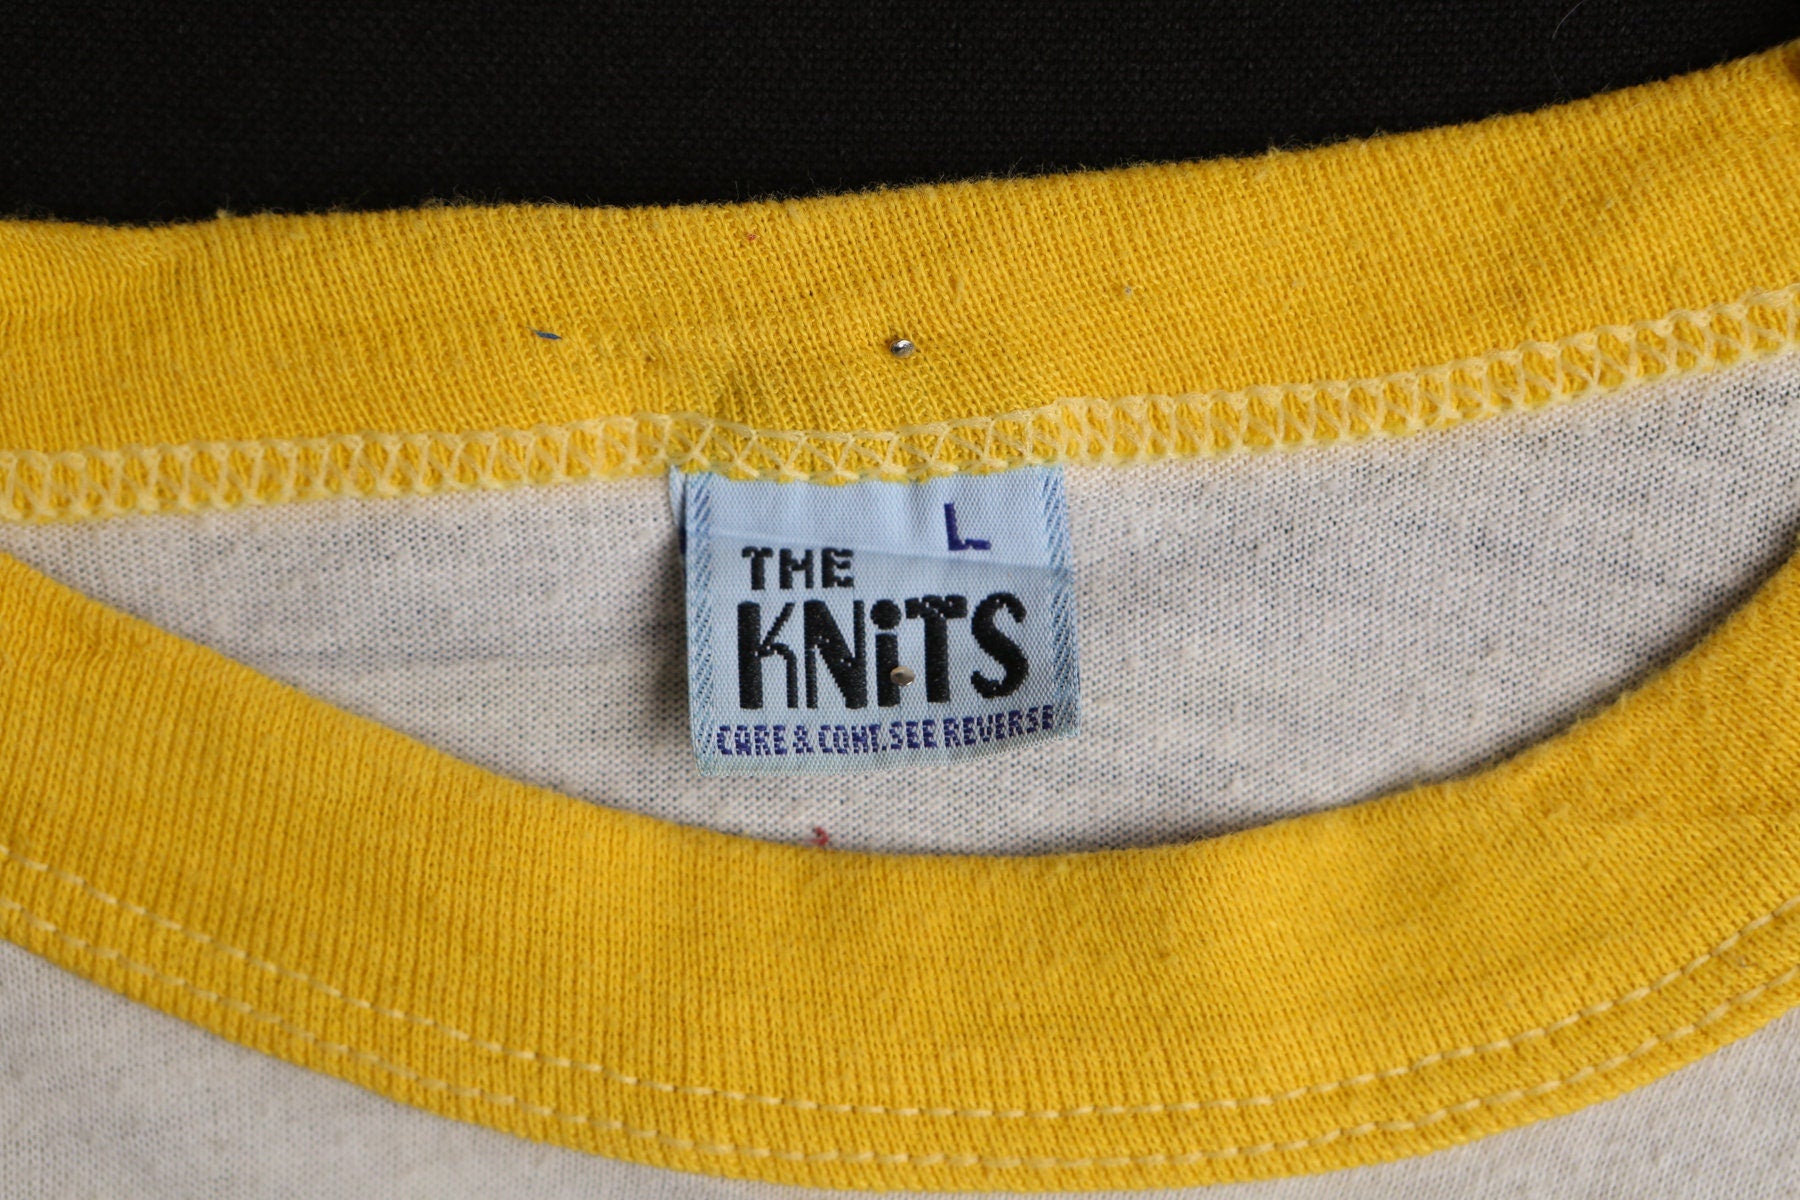 L
THE
KNiTS
CARE & CONT. SEE REVERSE